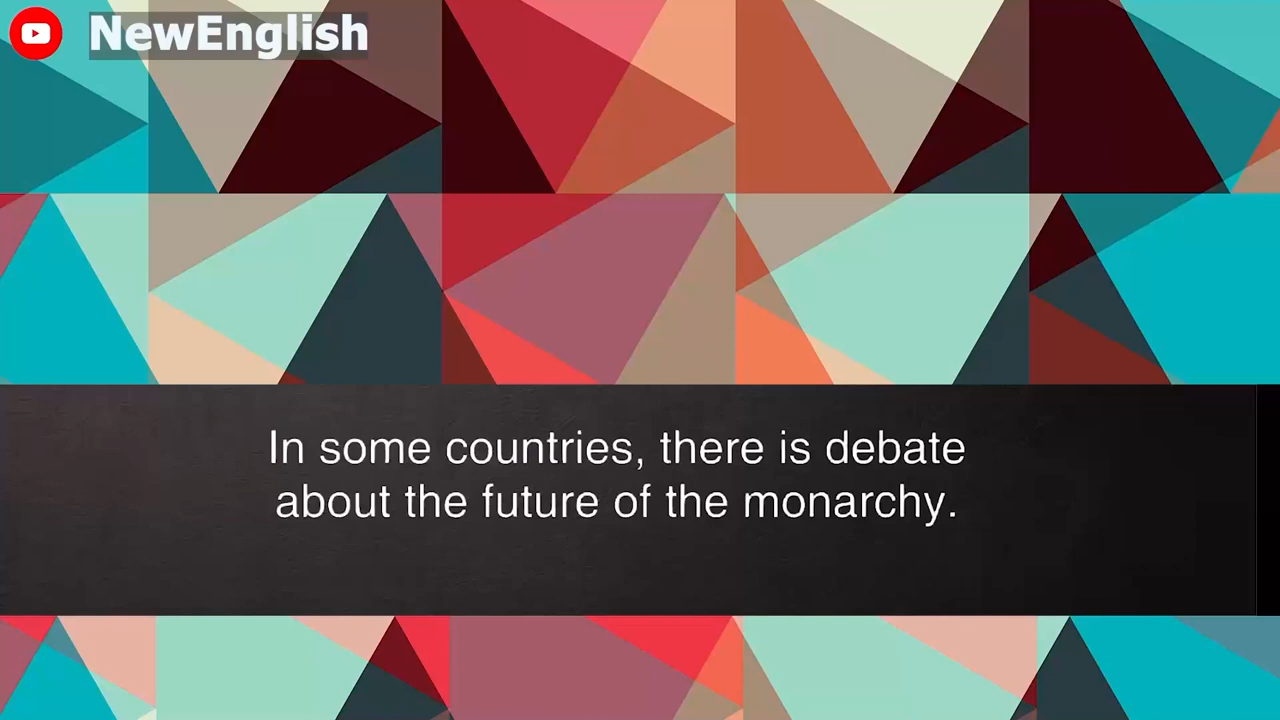 NewEnglish
In some countries, there is debate
about the future of the monarchy.